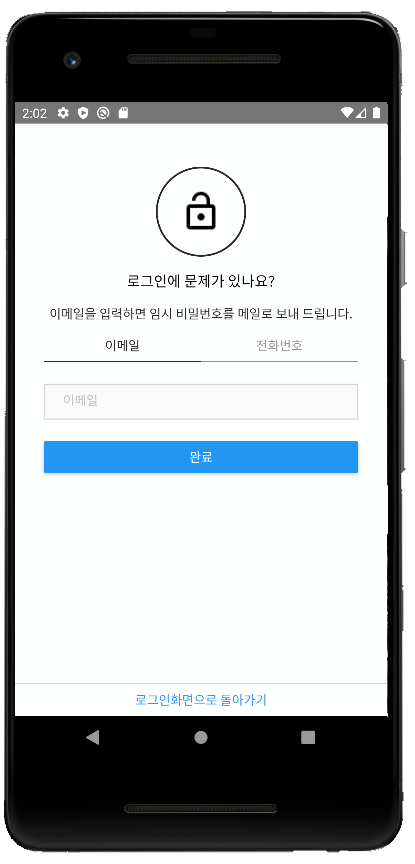 2:02
로그인에 문제가 있나요?
이메일을 입력하면 임시 비밀번호를 메일로 보내 드립니다.
이메일 전화번호
이메일
완료
로그인화면으로 돌아가기